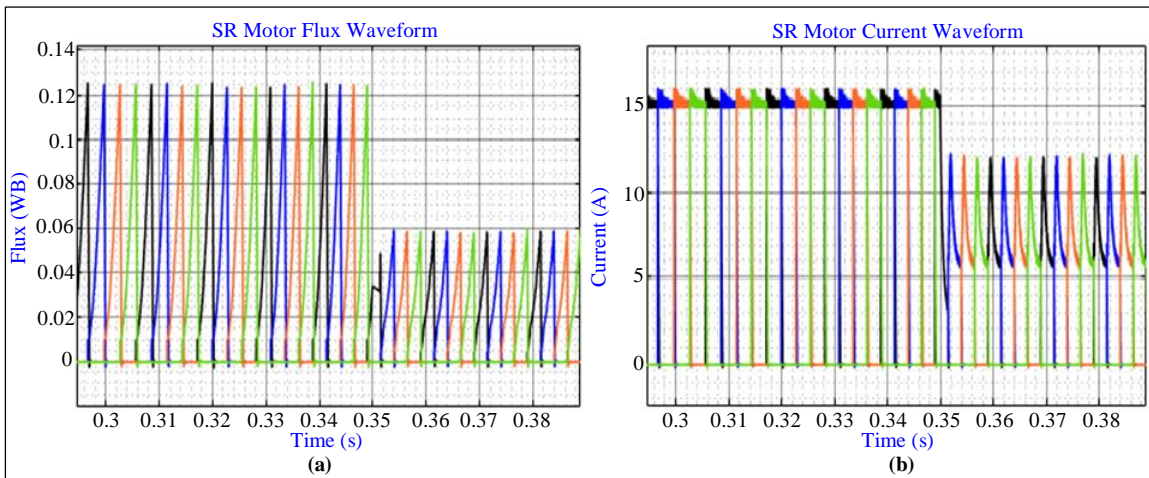 SR Motor Flux Waveform
0.14
0.12
0.1
0.08
0.06
0.04
0.02
0
Flux (WB)
0.3 0.31 0.32 0.33 0.34 0.35 0.36 0.37 0.38
Time (s)
(a)
SR Motor Current Waveform
15
10
5
0
Current (A)
0.3 0.31 0.32 0.33 0.34 0.35 0.36 0.37 0.38
Time (s)
(b)